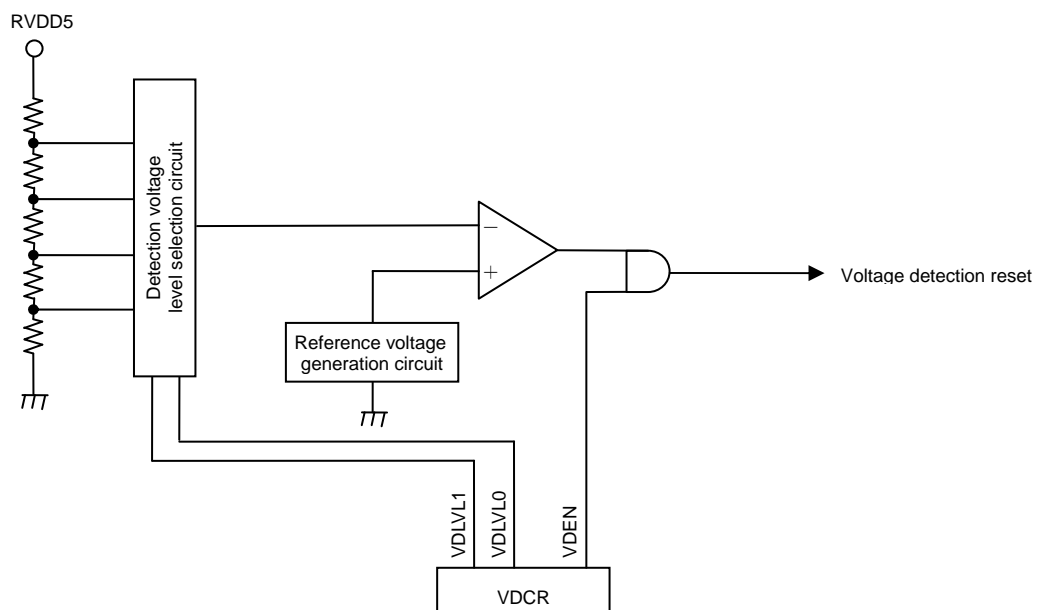 RVDD5
Detection voltage
level selection circuit
−
+
Reference voltage
generation circuit
Voltage detection reset
VDLVL1
VDLVL0
VDEN
VDCR